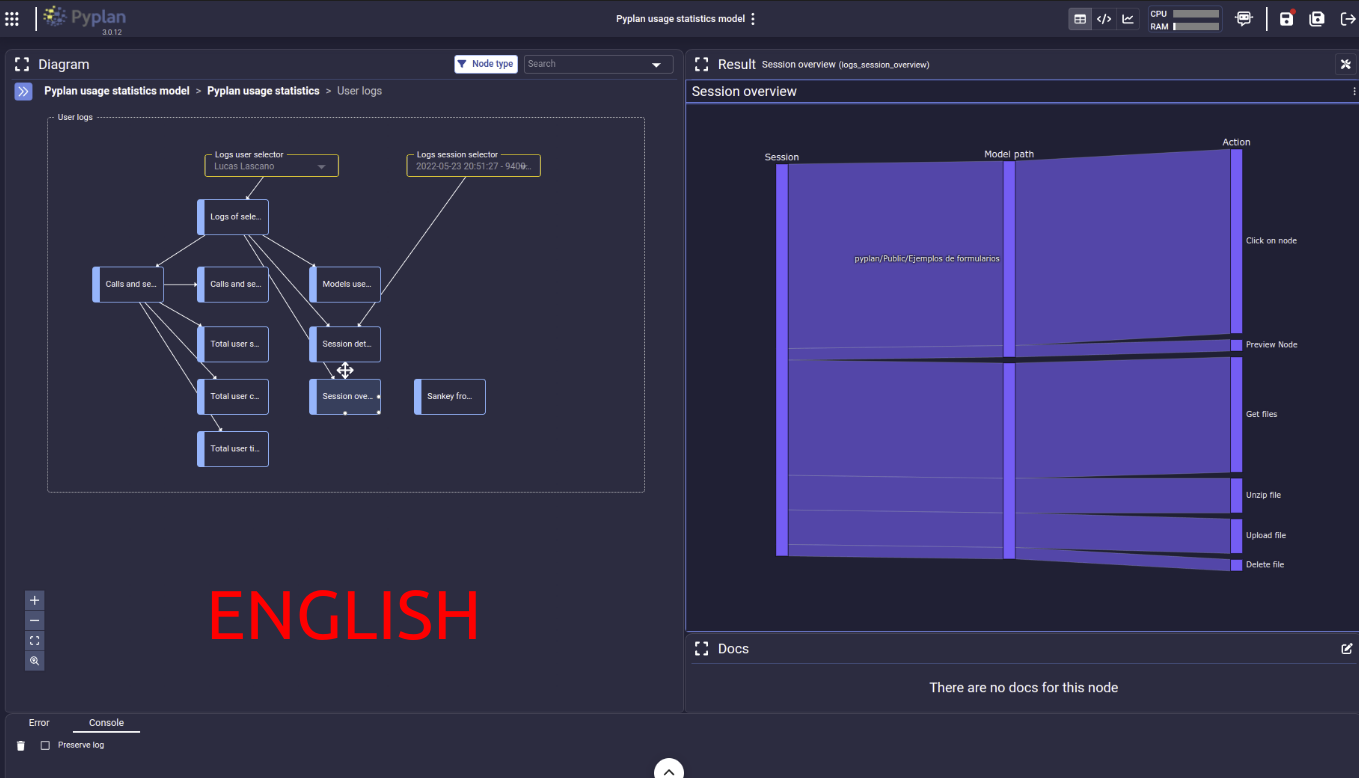 Pyplan
3.0.12
Pyplan usage statistics model
CPU
RAM
Diagram
Node type
Search
Pyplan usage statistics model > Pyplan usage statistics > User logs
User logs
Logs user selector
Lucas Lascano
Logs session selector
2022-05-23 20:51:27 - 940
Logs of sele...
Calls and se...
Calls and se...
Models use...
Total user s...
Session det...
Total user c...
Session ove...
Sankey fro...
Total user ti...
ENGLISH
Result Session overview (logs_session_overview)
Session overview
Session
Model path
Action
pyplan/Public/Ejemplos de formularios
Click on node
Preview Node
Get files
Unzip file
Upload file
Delete file
Docs
There are no docs for this node
Error
Console
Preserve log